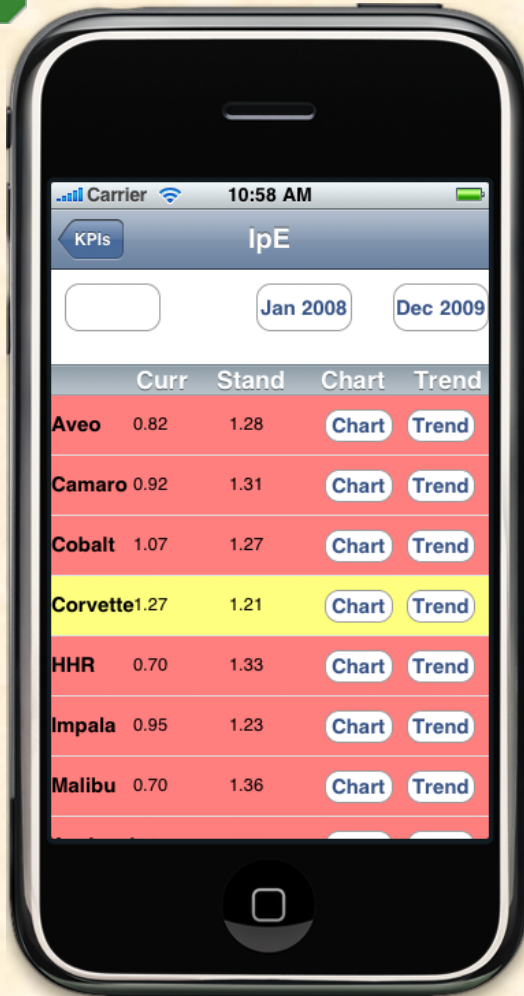 Carrier 10:58 AM
KPIs IpE
Jan 2008 Dec 2009
Curr Stand Chart Trend
Aveo 0.82 1.28 Chart Trend
Camaro 0.92 1.31 Chart Trend
Cobalt 1.07 1.27 Chart Trend
Corvette 1.27 1.21 Chart Trend
HHR 0.70 1.33 Chart Trend
Impala 0.95 1.23 Chart Trend
Malibu 0.70 1.36 Chart Trend